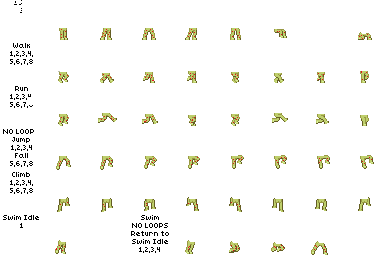 Walk
1,2,3,4,
5,6,7,8
Run
1,2,3,4
5,6,7,
NO LOOP
Jump
1,2,3,4
Fall
5,6,7,8
Climb
1,2,3,4,
5,6,7,8
Swim Idle
1
Swim
NO LOOPS
Return to
Swim Idle
1,2,3,4